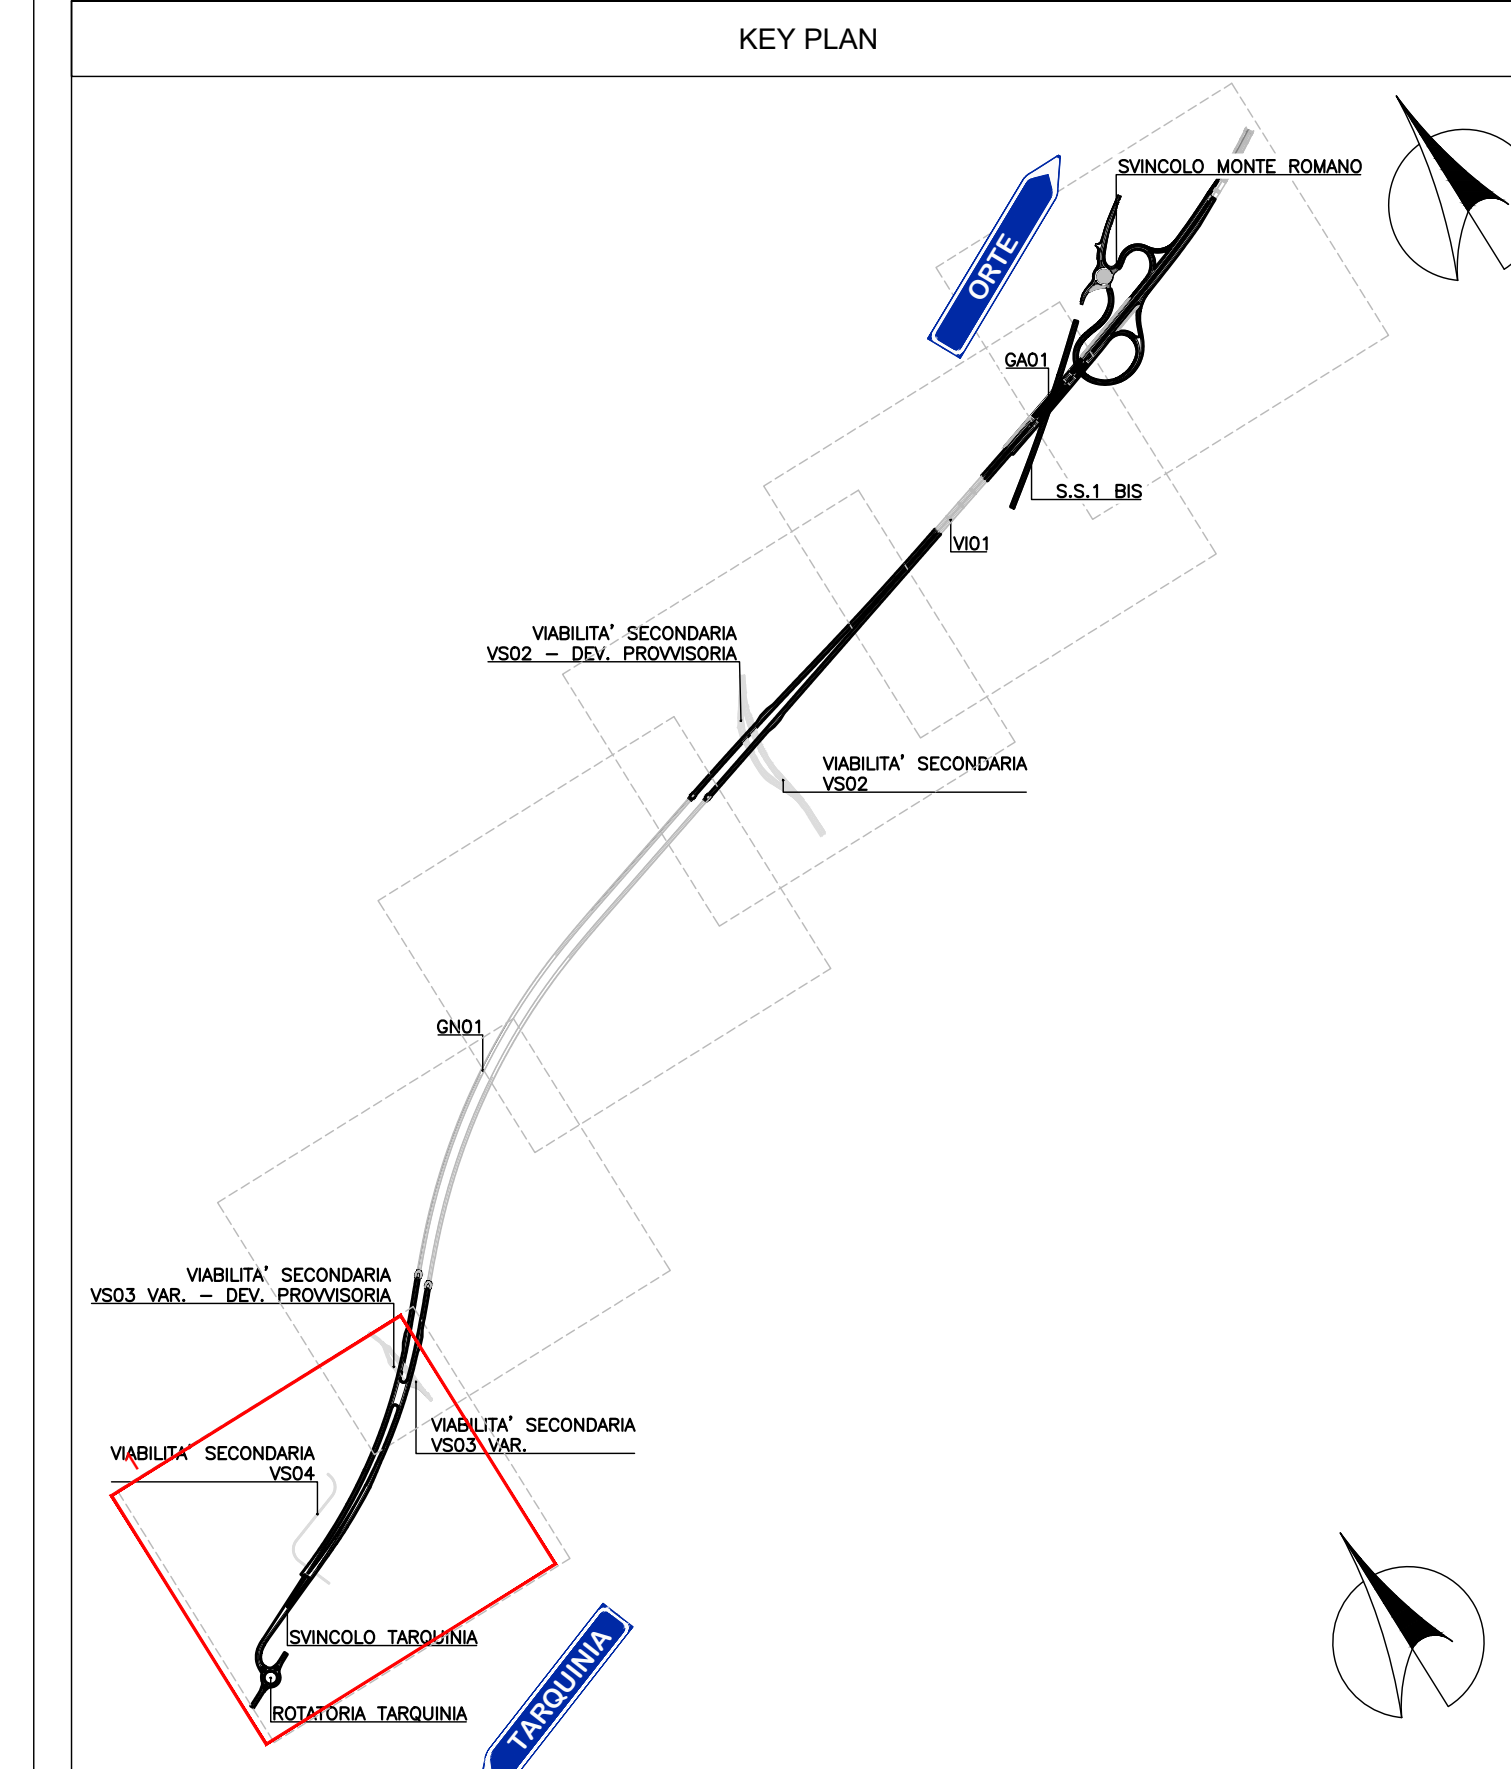 KEY PLAN
SVINCOLO MONTE ROMANO
ORTE
GA01
S.S.1 BIS
VI01
VIABILITA' SECONDARIA
VS02 – DEV. PROVVISORIA
VIABILITA' SECONDARIA
VS02
GN01
VIABILITA' SECONDARIA
VS03 VAR. – DEV. PROVVISORIA
VIABILITA' SECONDARIA
VS03 VAR.
VIABILITA' SECONDARIA
VS04
1
SVINCOLO TARQUINIA
TARQUINIA
ROTATORIA TARQUINIA